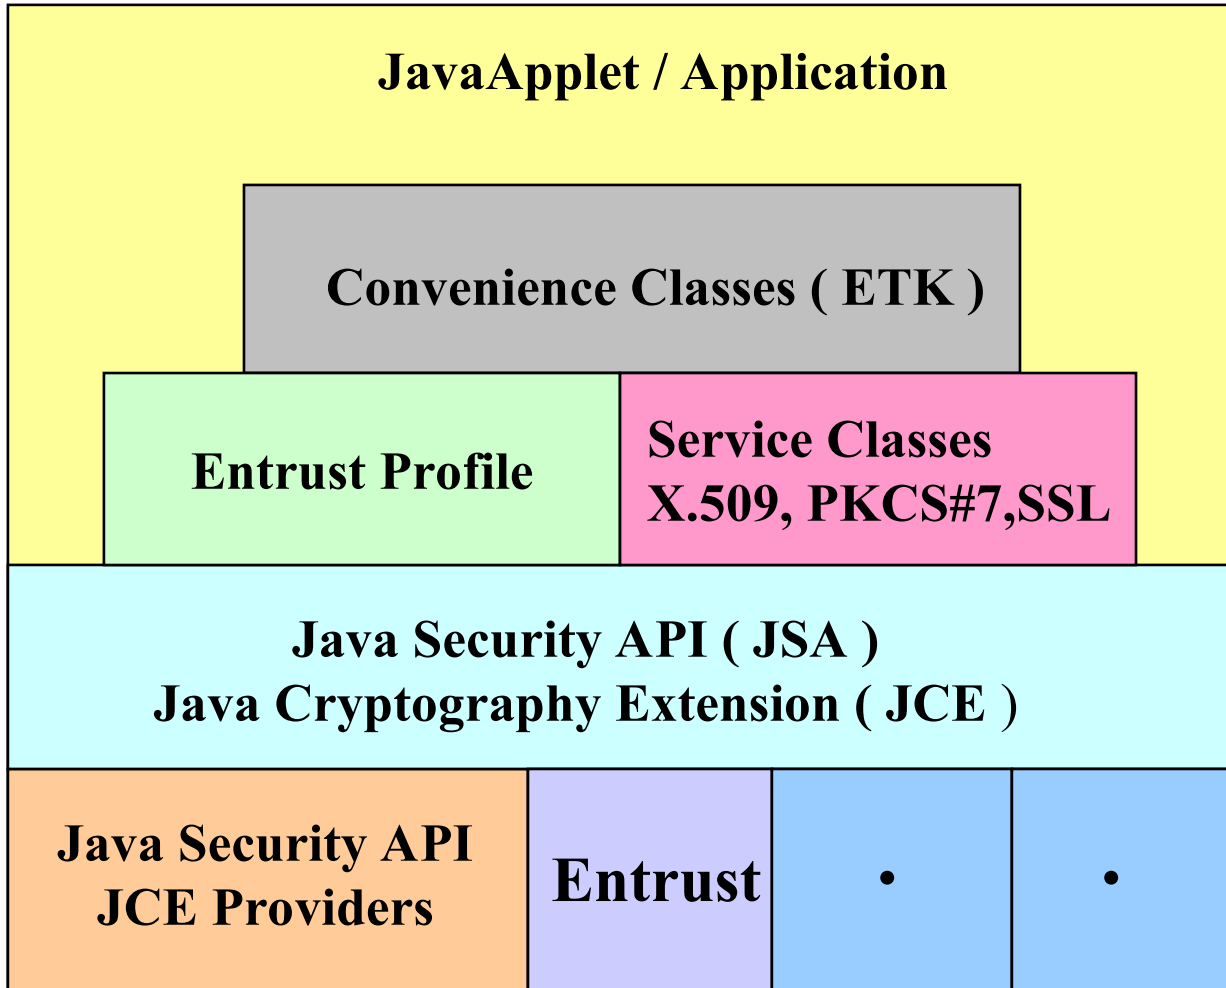 JavaApplet / Application
Convenience Classes ( ETK )
Entrust Profile
Service Classes
X.509, PKCS#7,SSL
Java Security API ( JSA )
Java Cryptography Extension ( JCE )
Java Security API
JCE Providers
Entrust
•
•